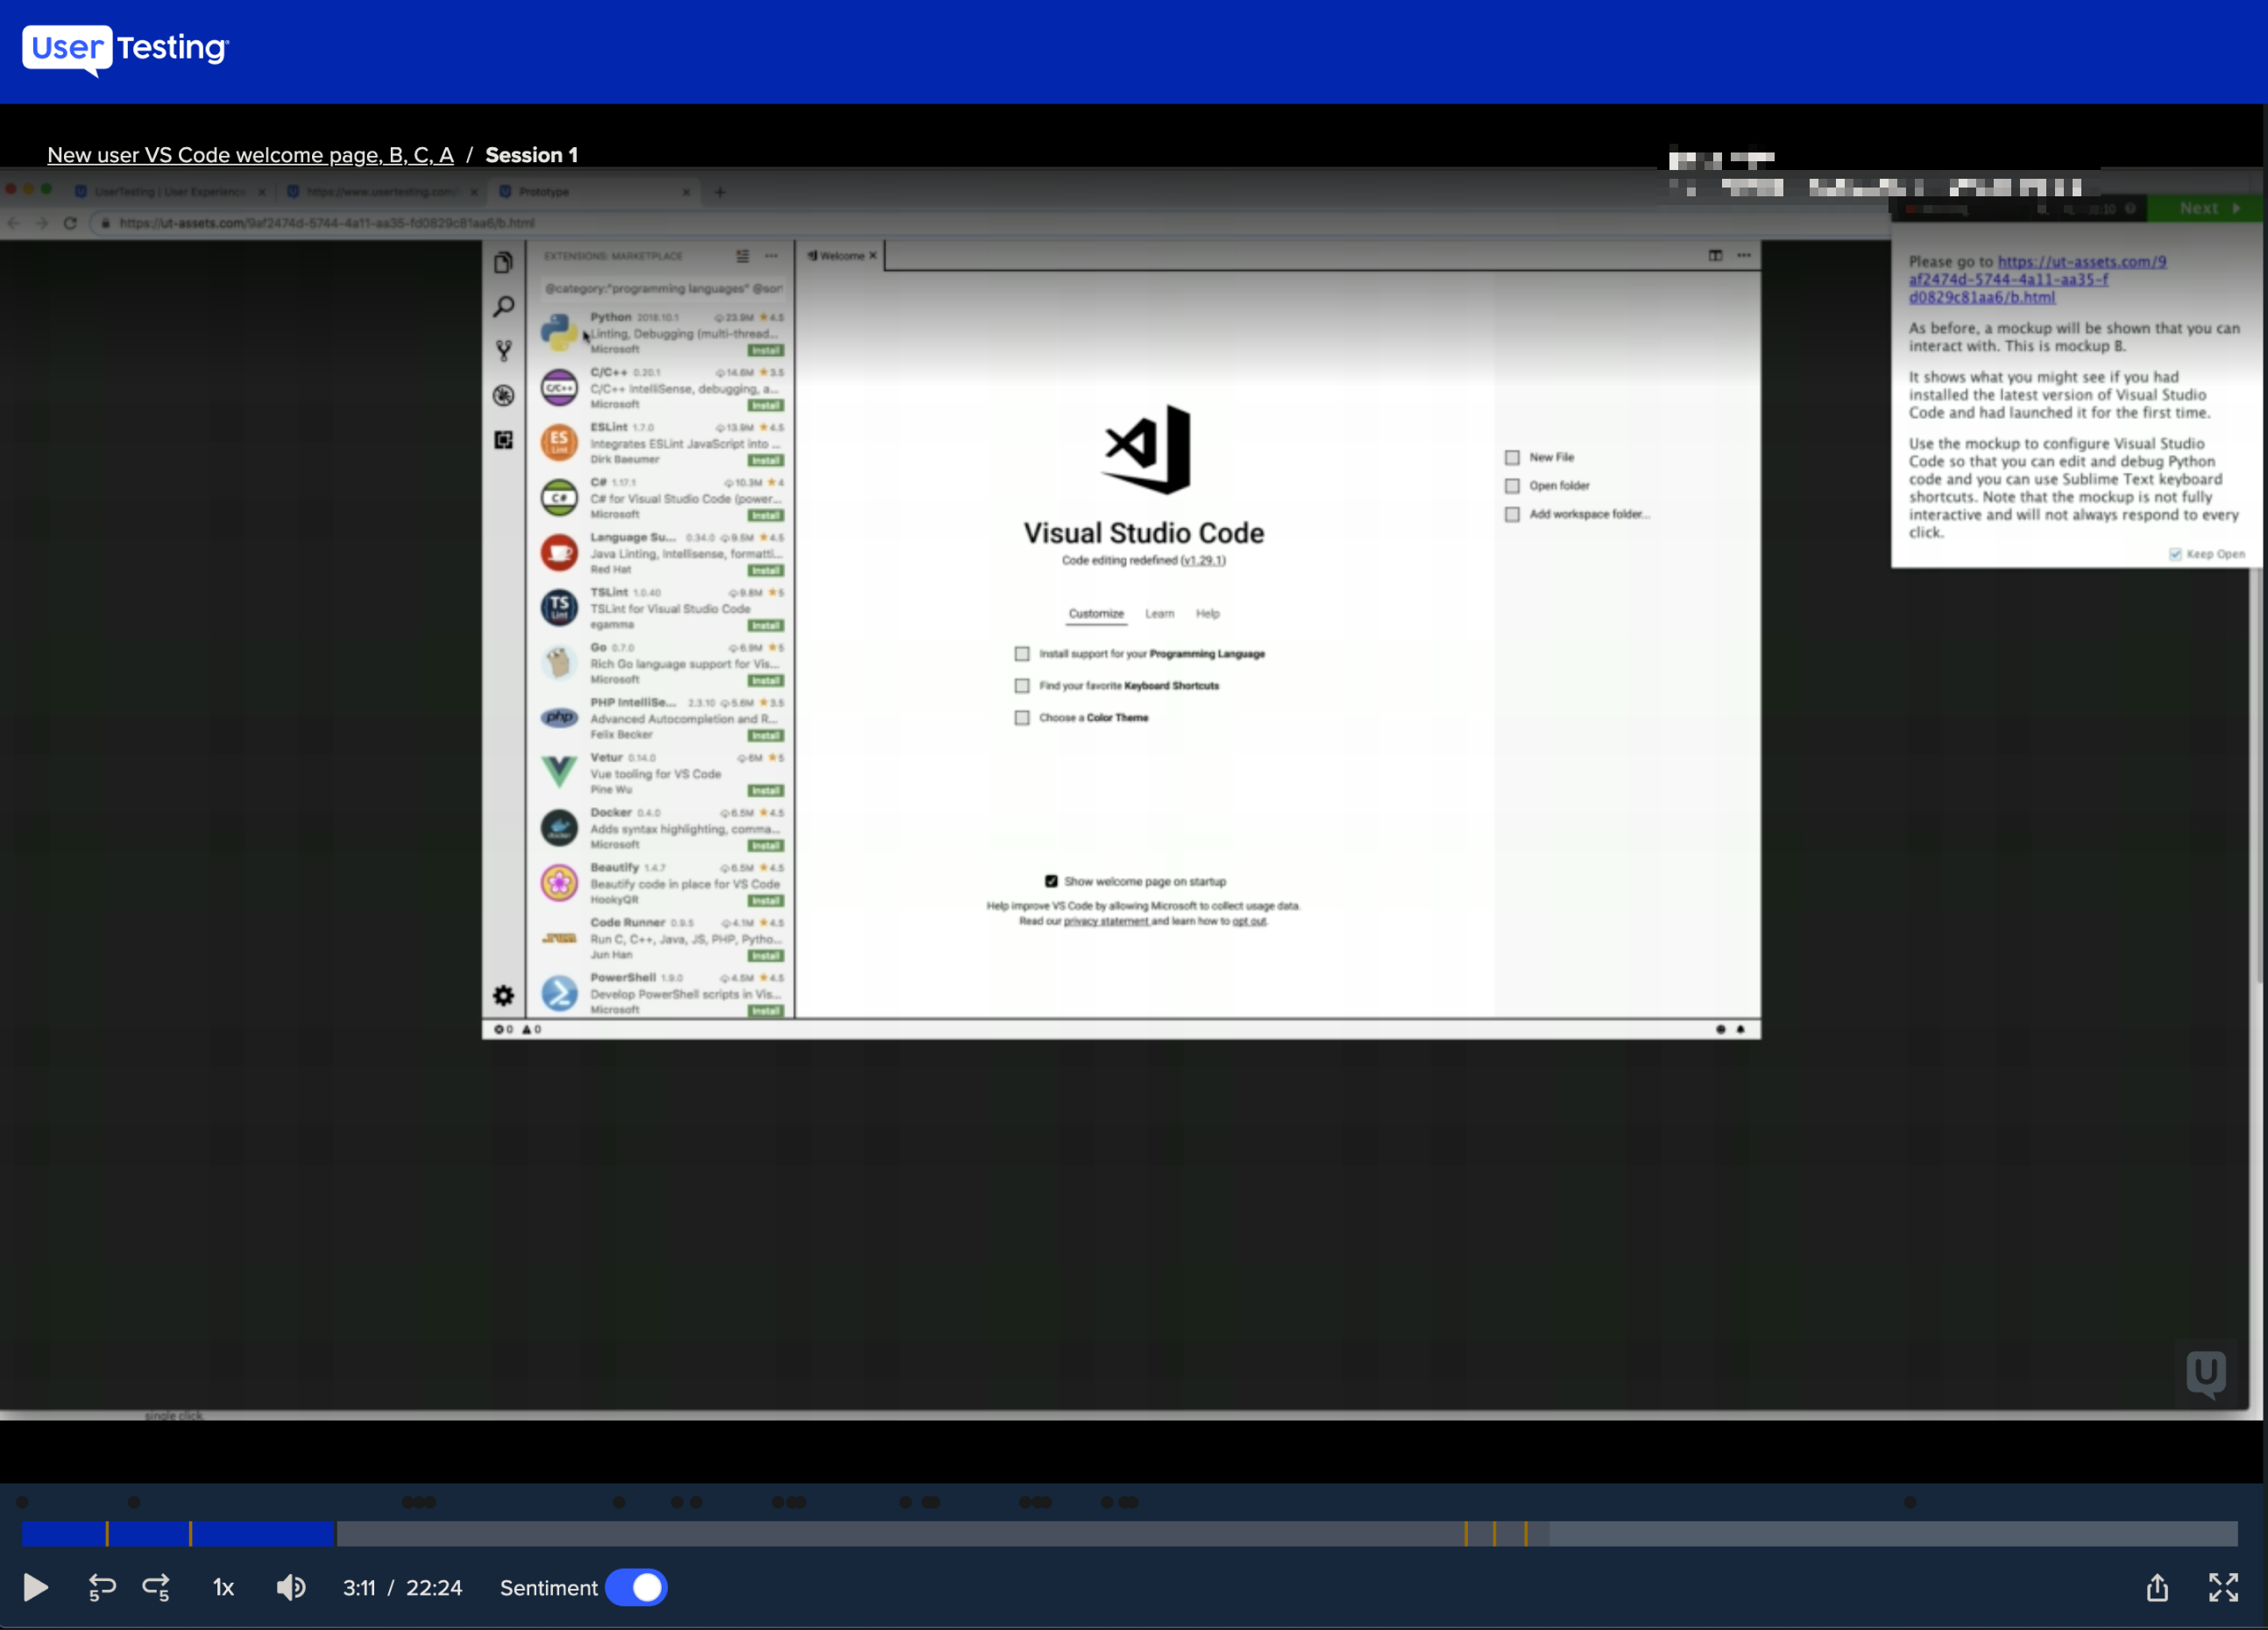 User Testing
New user VS Code welcome page, B, C, A / Session 1
UserTesting | User Experience
https://www.usertesting.com/
Prototype
https://ut-assets.com/9af2474d-5744-4a11-aa35-fd0829c81aa6/b.html
:10
Next
Please go to https://ut-assets.com/9
af2474d-5744-4a11-aa35-f
d0829c81aa6/b.html
As before, a mockup will be shown that you can
interact with. This is mockup B.
It shows what you might see if you had
installed the latest version of Visual Studio
Code and had launched it for the first time.
Use the mockup to configure Visual Studio
Code so that you can edit and debug Python
code and you can use Sublime Text keyboard
shortcuts. Note that the mockup is not fully
interactive and will not always respond to every
click.
Keep Open
EXTENSIONS: MARKETPLACE
@category:"programming languages" @sor
Python 2018.10.1 23.9M 4.5
Linting, Debugging (multi-thread...
Microsoft Install
C/C++ 0.20.1 14.6M 3.5
C/C++ IntelliSense, debugging, a...
Microsoft Install
ESLint 1.7.0 13.9M 4.5
Integrates ESLint JavaScript into ...
Dirk Baeumer Install
C# 1.17.1 10.3M 4
C# for Visual Studio Code (power...
Microsoft Install
Language Su... 0.34.0 9.5M 4.5
Java Linting, Intellisense, formatti...
Red Hat Install
TSLint 1.0.40 9.8M 5
TSLint for Visual Studio Code
egamma Install
Go 0.7.0 6.9M 5
Rich Go language support for Vis...
Microsoft Install
PHP IntelliSe... 2.3.10 5.6M 3.5
Advanced Autocompletion and R...
Felix Becker Install
Vetur 0.14.0 6M 5
Vue tooling for VS Code
Pine Wu Install
Docker 0.4.0 6.5M 4.5
Adds syntax highlighting, comma...
Microsoft Install
Beautify 1.4.7 6.5M 4.5
Beautify code in place for VS Code
HookyQR Install
Code Runner 0.9.5 4.1M 4.5
Run C, C++, Java, JS, PHP, Pytho...
Jun Han Install
PowerShell 1.9.0 4.5M 4.5
Develop PowerShell scripts in Vis...
Microsoft Install
C/C++
ES
Lint
C#
TS
Lint
php
docker
.run
0 0
Welcome
Visual Studio Code
Code editing redefined (v1.29.1)
Customize Learn Help
Install support for your Programming Language
Find your favorite Keyboard Shortcuts
Choose a Color Theme
Show welcome page on startup
Help improve VS Code by allowing Microsoft to collect usage data.
Read our privacy statement and learn how to opt out.
New File
Open folder
Add workspace folder...
single click.
U
5 5 1x 3:11 / 22:24 Sentiment